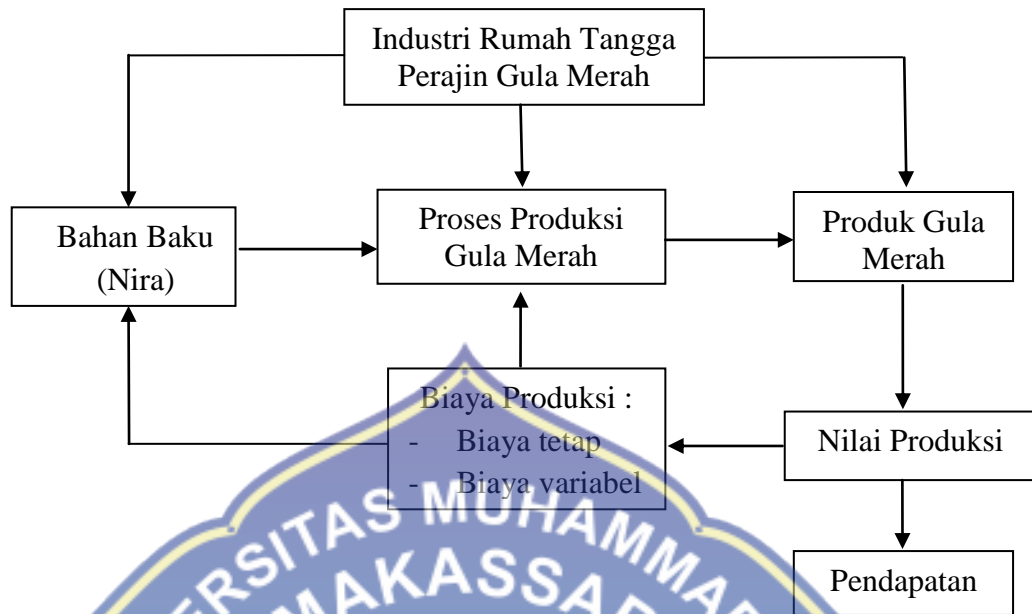 Industri Rumah Tangga
Perajin Gula Merah
Bahan Baku
(Nira)
Proses Produksi
Gula Merah
Produk Gula
Merah
Biaya Produksi :
- Biaya tetap
- Biaya variabel
Nilai Produksi
Pendapatan